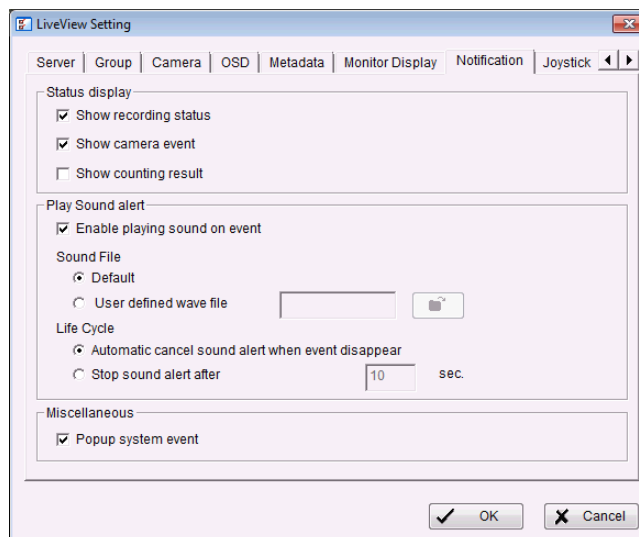 LiveView Setting
Server Group Camera OSD Metadata Monitor Display Notification Joystick
Status display
Show recording status
Show camera event
Show counting result
Play Sound alert
Enable playing sound on event
Sound File
Default
User defined wave file
Life Cycle
Automatic cancel sound alert when event disappear
Stop sound alert after 10 sec.
Miscellaneous
Popup system event
OK Cancel